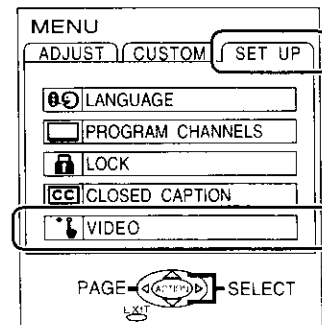 MENU
ADJUST CUSTOM SET UP
LANGUAGE
PROGRAM CHANNELS
LOCK
CC CLOSED CAPTION
VIDEO
PAGE ACTION SELECT
EXIT